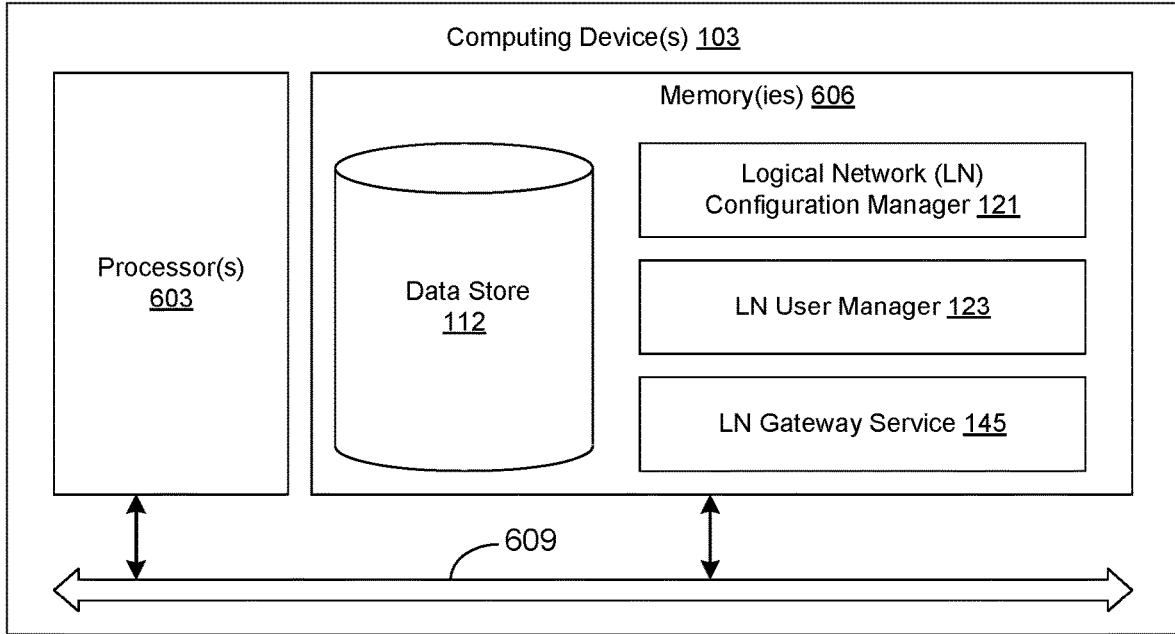 Computing Device(s) 103
Processor(s)
603
Memory(ies) 606
Data Store
112
Logical Network (LN)
Configuration Manager 121
LN User Manager 123
LN Gateway Service 145
609